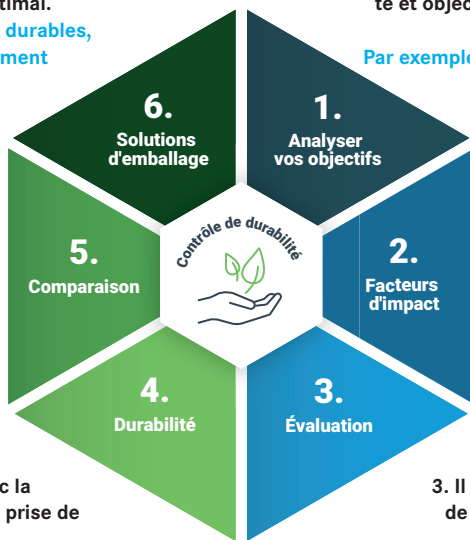 timal.
durables,
ment
té et objec
Par exemple
6.
Solutions
d'emballage
1.
Analyser
vos objectifs
5.
Comparaison
Contrôle de durabilité
2.
Facteurs
d'impact
4.
Durabilité
3.
Évaluation
c la
prise de
3. Il
de